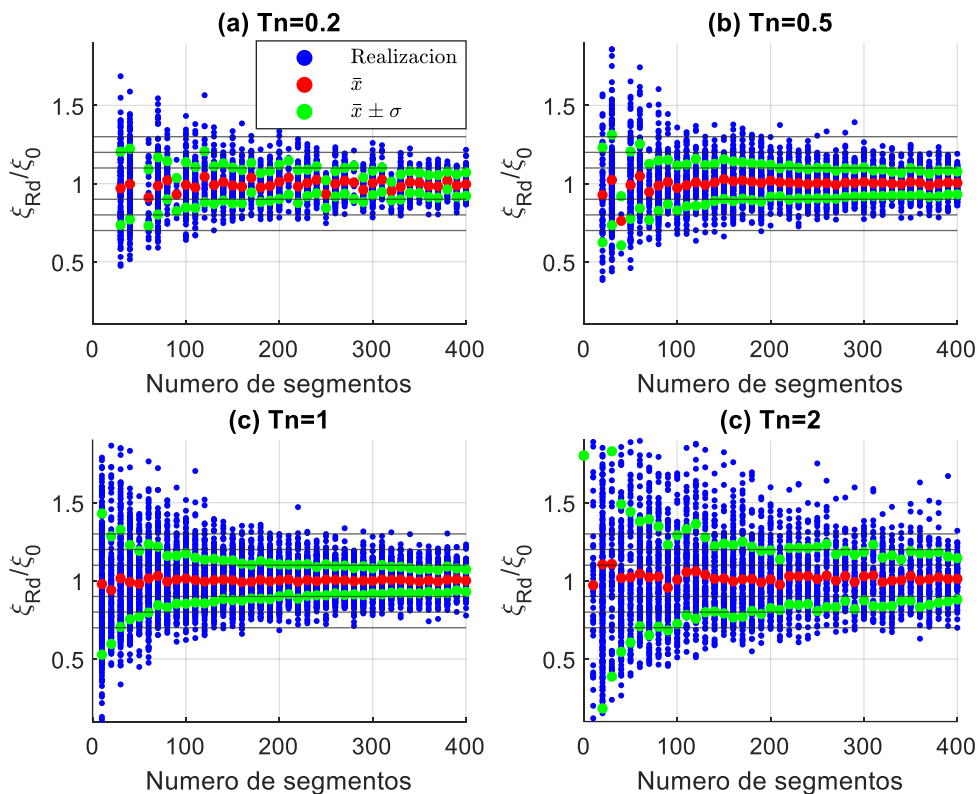 (a) Tn=0.2
Realizacion
x̄
x̄ ± σ
1.5
1
0.5
ξRd/ξ0
0 100 200 300 400
Numero de segmentos
(b) Tn=0.5
1.5
1
0.5
ξRd/ξ0
0 100 200 300 400
Numero de segmentos
(c) Tn=1
1.5
1
0.5
ξRd/ξ0
0 100 200 300 400
Numero de segmentos
(c) Tn=2
1.5
1
0.5
ξRd/ξ0
0 100 200 300 400
Numero de segmentos